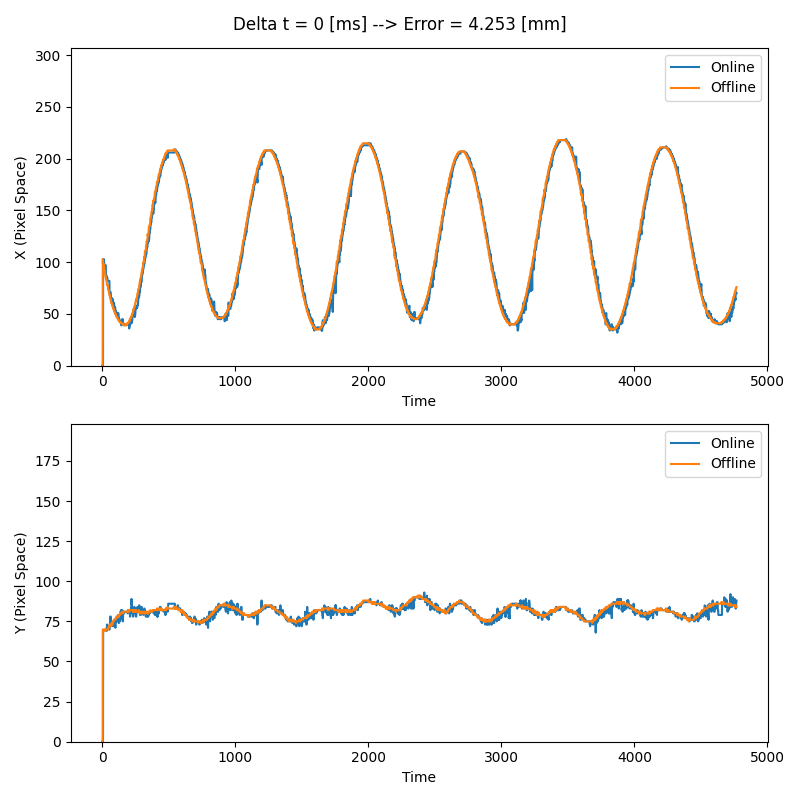 Delta t = 0 [ms] --> Error = 4.253 [mm]
300
250
200
150
100
50
0
X (Pixel Space)
Online
Offline
0 1000 2000 3000 4000 5000
Time
175
150
125
100
75
50
25
0
Y (Pixel Space)
Online
Offline
0 1000 2000 3000 4000 5000
Time